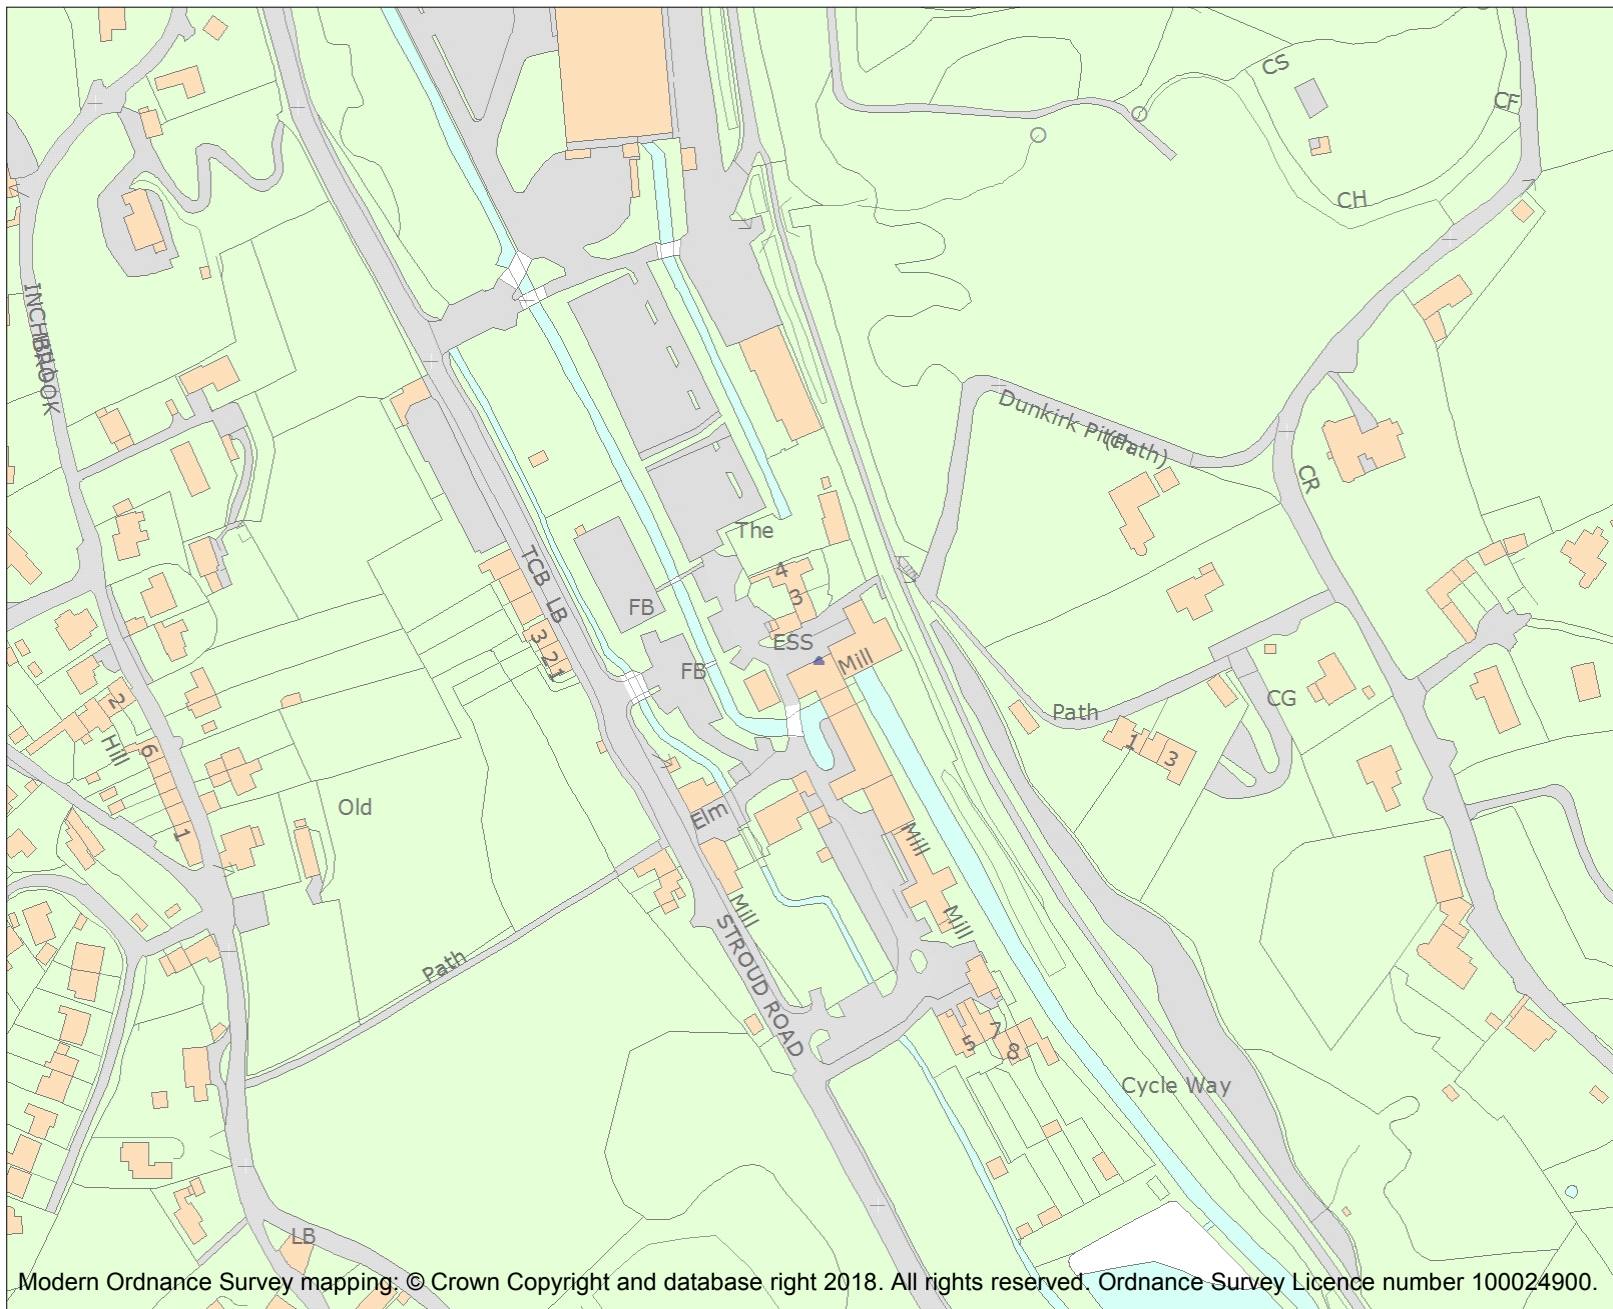 CS
CF
CH
INCHBROOK
Dunkirk Pitch
(Path)
CR
The
4
3
TCB
LB
FB
ESS
3
2
1
FB
Mill
2
Path
CG
Hill
6
1
3
Old
Elm
1
Mill
Mill
Mill
STROUD ROAD
Path
5
7
8
Cycle Way
LB
Modern Ordnance Survey mapping: © Crown Copyright and database right 2018. All rights reserved. Ordnance Survey Licence number 100024900.